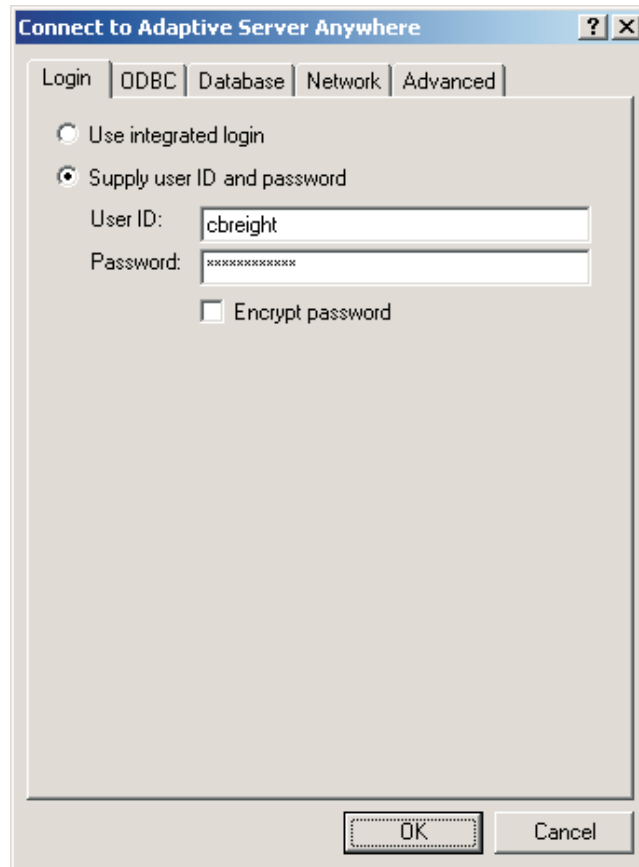 Connect to Adaptive Server Anywhere ? X
Login ODBC Database Network Advanced
Use integrated login
Supply user ID and password
User ID: cbreight
Password: ************
Encrypt password
OK Cancel